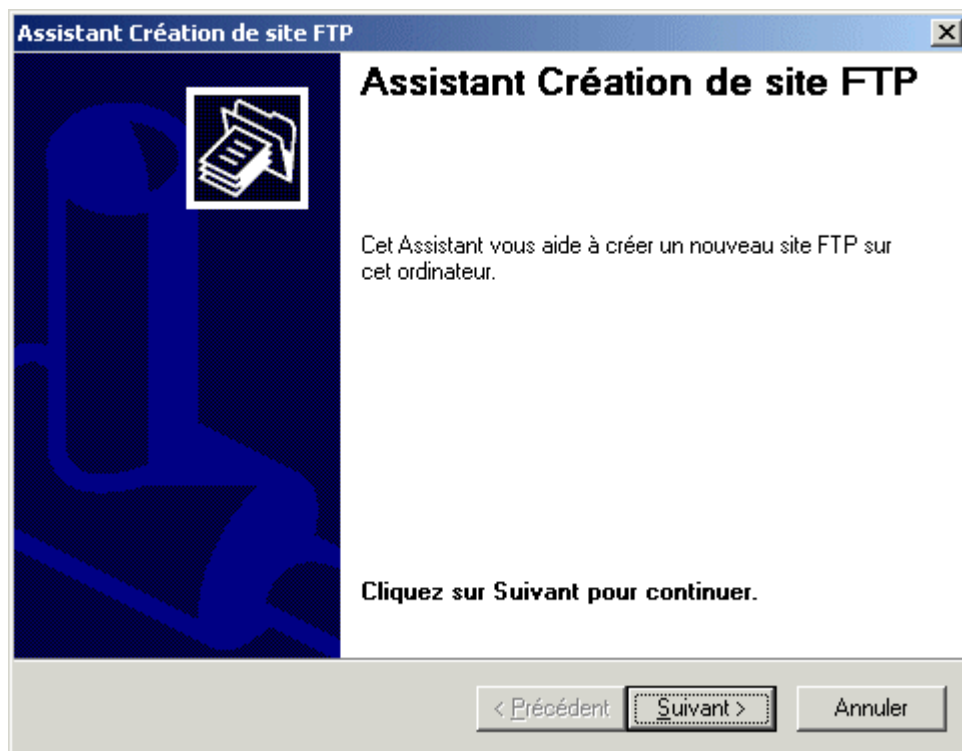 Assistant Création de site FTP
Assistant Création de site FTP
Cet Assistant vous aide à créer un nouveau site FTP sur
cet ordinateur.
Cliquez sur Suivant pour continuer.
< Précédent Suivant > Annuler